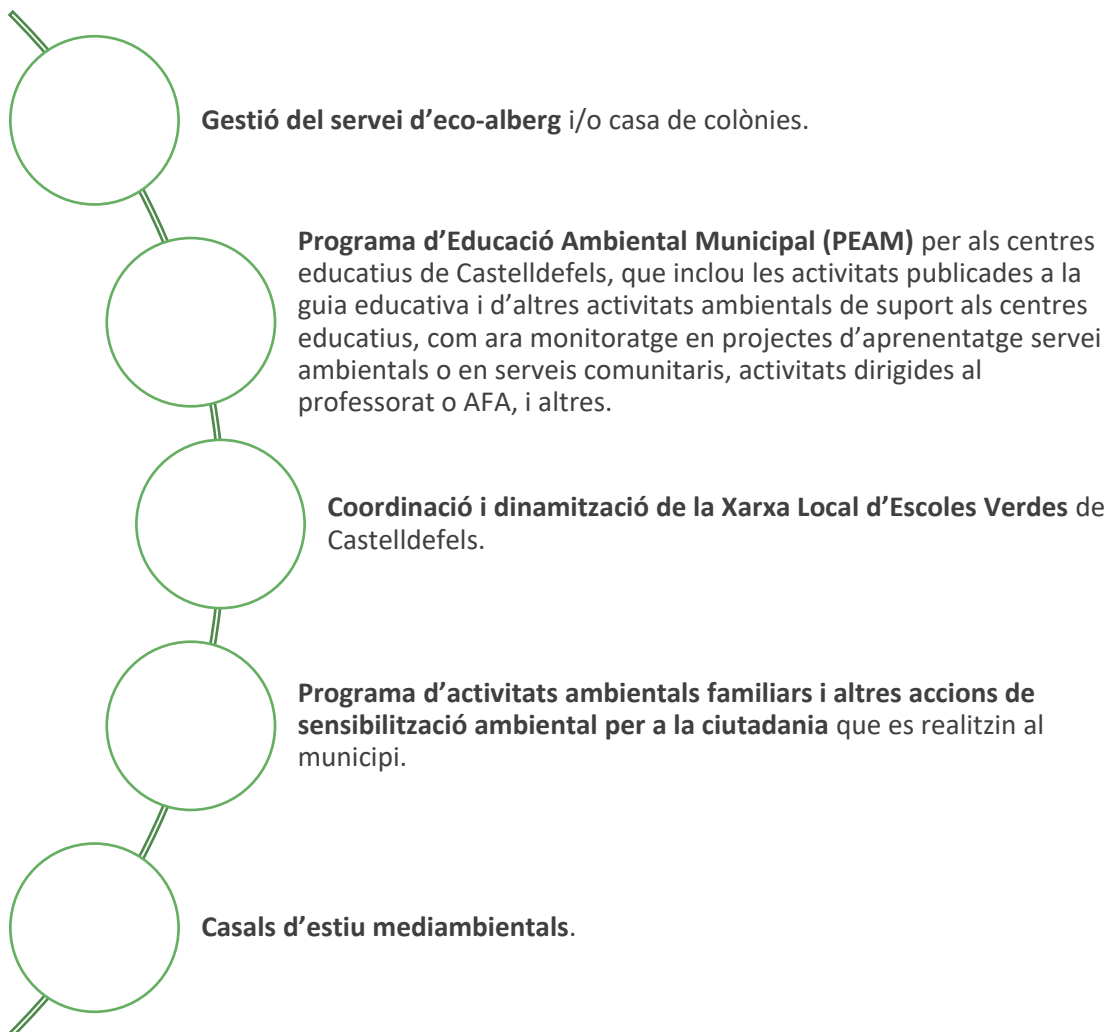 Gestió del servei d’eco-alberg i/o casa de colònies.
Programa d’Educació Ambiental Municipal (PEAM) per als centres
educatius de Castelldefels, que inclou les activitats publicades a la
guia educativa i d’altres activitats ambientals de suport als centres
educatius, com ara monitoratge en projectes d’aprenentatge servei
ambientals o en serveis comunitaris, activitats dirigides al
professorat o AFA, i altres.
Coordinació i dinamització de la Xarxa Local d’Escoles Verdes de
Castelldefels.
Programa d’activitats ambientals familiars i altres accions de
sensibilització ambiental per a la ciutadania que es realitzin al
municipi.
Casals d’estiu mediambientals.